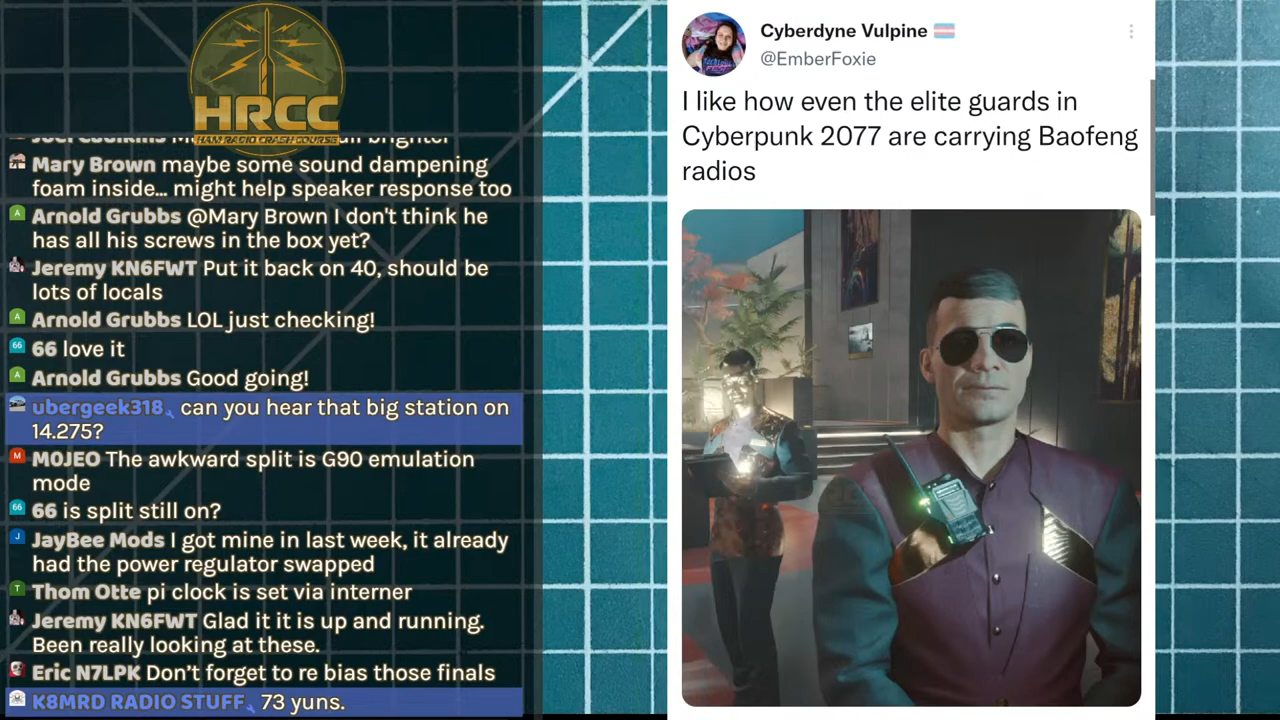 HRCC
HAM RADIO CRASH COURSE
Mary Brown maybe some sound dampening
foam inside... might help speaker response too
Arnold Grubbs @Mary Brown I don't think he
has all his screws in the box yet?
Jeremy KN6FWT Put it back on 40, should be
lots of locals
Arnold Grubbs LOL just checking!
66 love it
Arnold Grubbs Good going!
ubergeek318 can you hear that big station on
14.275?
M0JEO The awkward split is G90 emulation
mode
66 is split still on?
JayBee Mods I got mine in last week, it already
had the power regulator swapped
Thom Otte pi clock is set via interner
Jeremy KN6FWT Glad it it is up and running.
Been really looking at these.
Eric N7LPK Don't forget to re bias those finals
K8MRD RADIO STUFF 73 yuns.
Cyberdyne Vulpine
@EmberFoxie
I like how even the elite guards in
Cyberpunk 2077 are carrying Baofeng
radios